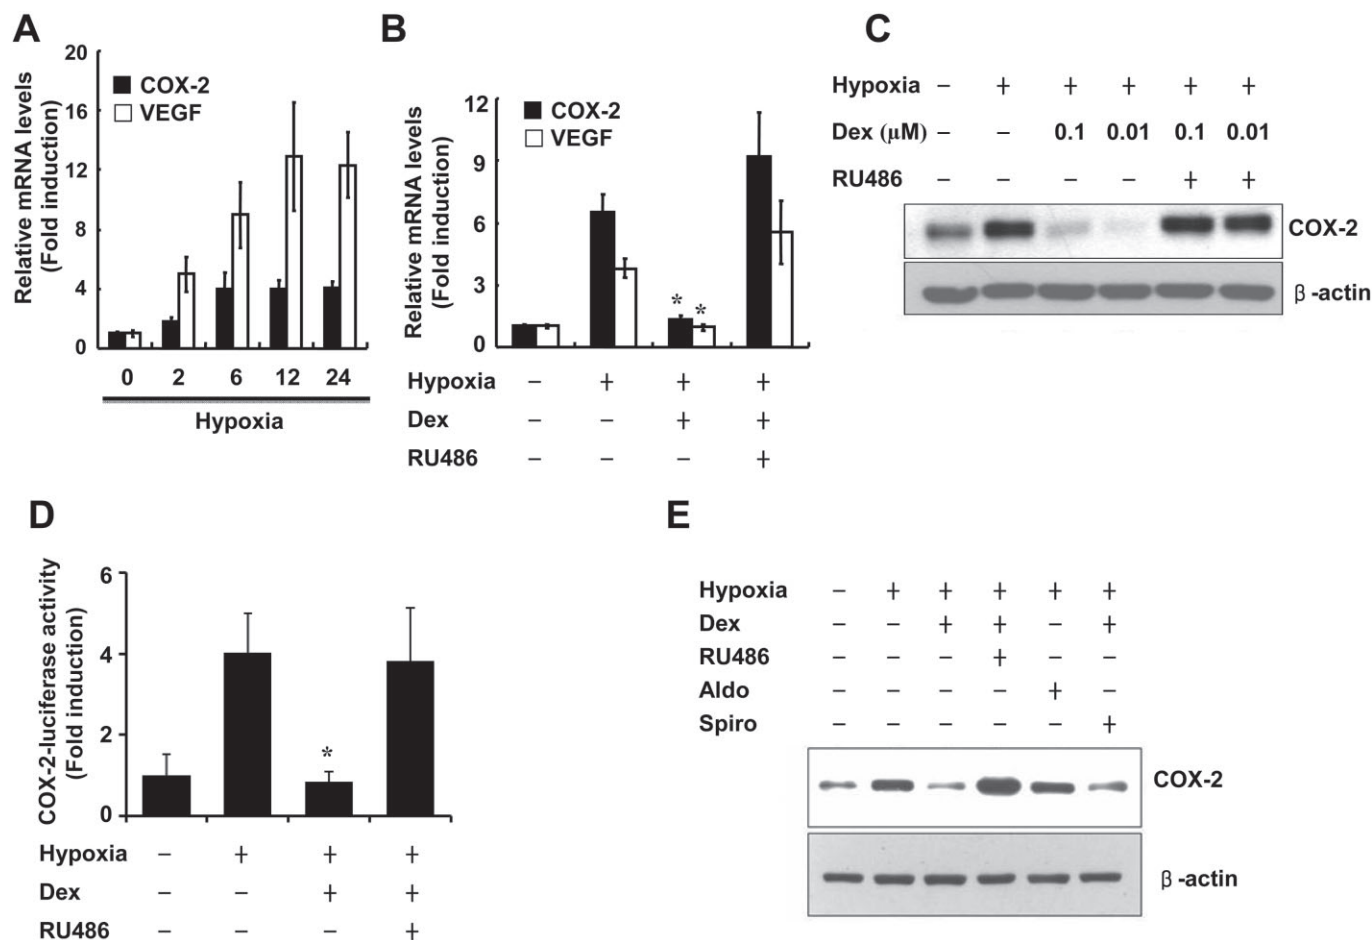 A
20
16
12
8
4
0
Relative mRNA levels
(Fold induction)
COX-2
VEGF
0 2 6 12 24
Hypoxia
B
12
9
6
3
0
Relative mRNA levels
(Fold induction)
COX-2
VEGF
* *
Hypoxia – + + +
Dex – – + +
RU486 – – – +
C
Hypoxia – + + + + +
Dex (µM) – – 0.1 0.01 0.1 0.01
RU486 – – – – + +
COX-2
β-actin
D
6
4
2
0
COX-2-luciferase activity
(Fold induction)
*
Hypoxia – + + +
Dex – – + +
RU486 – – – +
E
Hypoxia – + + + + +
Dex – – + + – +
RU486 – – – + – –
Aldo – – – – + –
Spiro – – – – – +
COX-2
β-actin